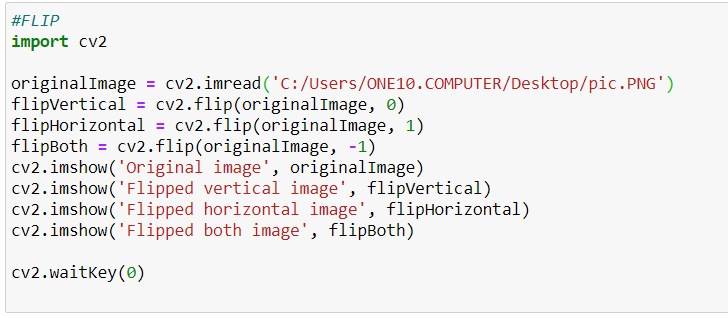 #FLIP
import cv2
originalImage = cv2.imread('C:/Users/ONE10.COMPUTER/Desktop/pic.PNG')
flipVertical = cv2.flip(originalImage, 0)
flipHorizontal = cv2.flip(originalImage, 1)
flipBoth = cv2.flip(originalImage, -1)
cv2.imshow('Original image', originalImage)
cv2.imshow('Flipped vertical image', flipVertical)
cv2.imshow('Flipped horizontal image', flipHorizontal)
cv2.imshow('Flipped both image', flipBoth)
cv2.waitKey(0)